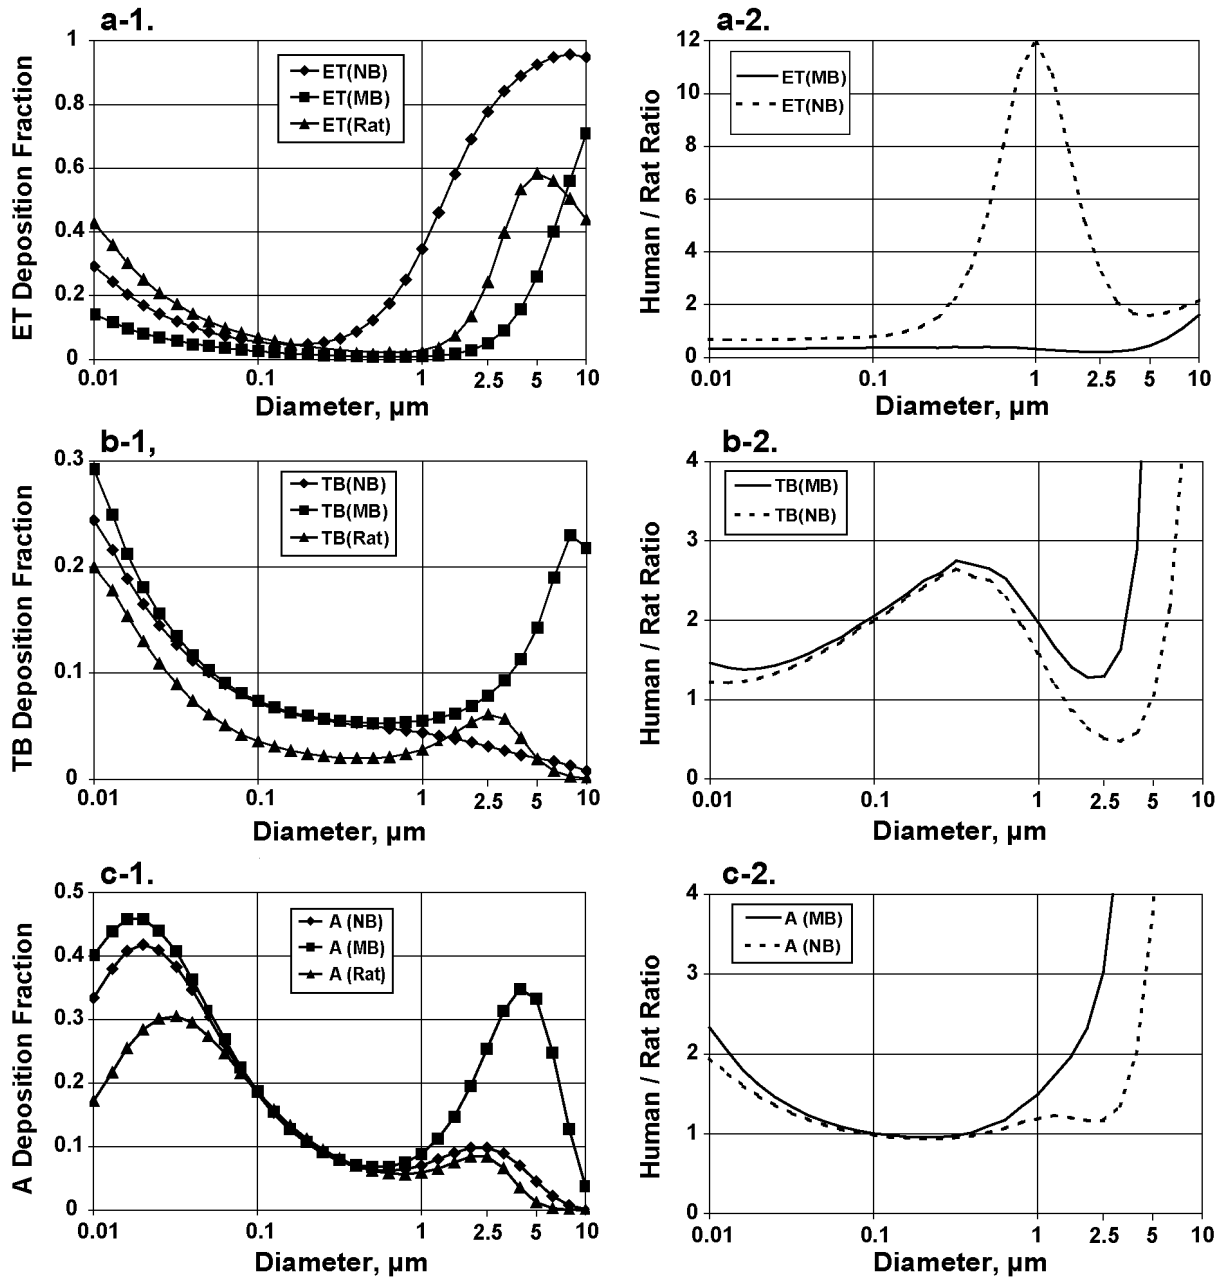 a-1.
ET Deposition Fraction
1
0.8
0.6
0.4
0.2
0
ET(NB)
ET(MB)
ET(Rat)
0.01
0.1
1
2.5
5
10
Diameter, µm
a-2.
Human / Rat Ratio
12
10
8
6
4
2
0
ET(MB)
ET(NB)
0.01
0.1
1
2.5
5
10
Diameter, µm
b-1,
TB Deposition Fraction
0.3
0.2
0.1
0
TB(NB)
TB(MB)
TB(Rat)
0.01
0.1
1
2.5
5
10
Diameter, µm
b-2.
Human / Rat Ratio
4
3
2
1
0
TB(MB)
TB(NB)
0.01
0.1
1
2.5
5
10
Diameter, µm
c-1.
A Deposition Fraction
0.5
0.4
0.3
0.2
0.1
0
A (NB)
A (MB)
A (Rat)
0.01
0.1
1
2.5
5
10
Diameter, µm
c-2.
Human / Rat Ratio
4
3
2
1
0
A (MB)
A (NB)
0.01
0.1
1
2.5
5
10
Diameter, µm